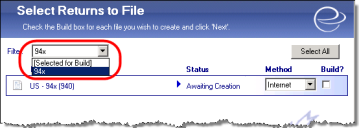 Select Returns to File
Check the Build box for each file you wish to create and click 'Next'.
Filter 94x Select All
[Selected for Build]
94x
Status Method Build?
US - 94x (940) Awaiting Creation Internet